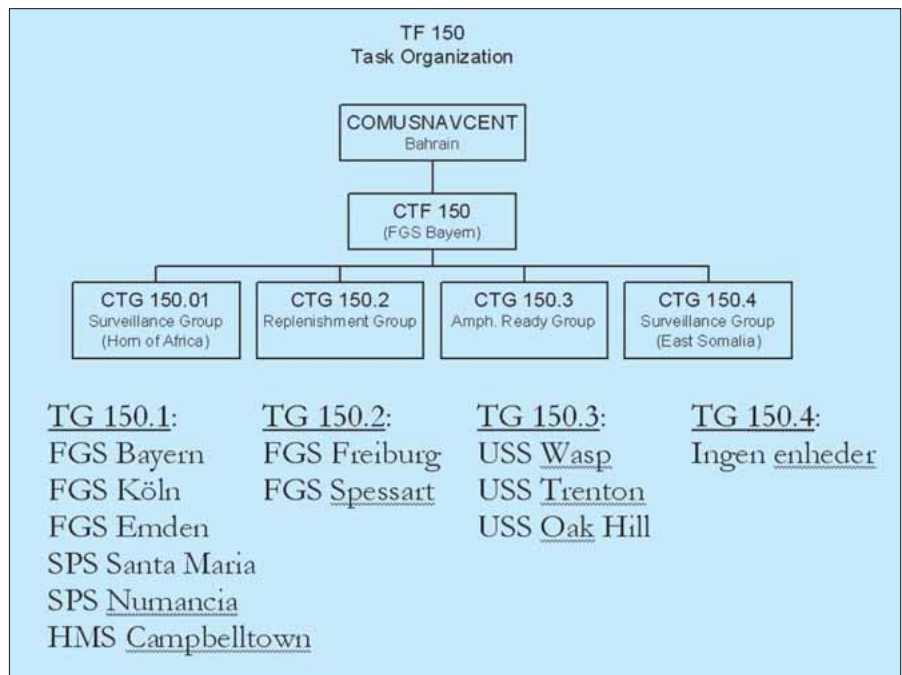 TF 150
Task Organization
COMUSNAVCENT
Bahrain
CTF 150
(FGS Bayern)
CTG 150.01
Surveillance Group
(Horn of Africa)
CTG 150.2
Replenishment Group
CTG 150.3
Amph. Ready Group
CTG 150.4
Surveillance Group
(East Somalia)
TG 150.1:
FGS Bayern
FGS Köln
FGS Emden
SPS Santa Maria
SPS Numancia
HMS Campbelltown
TG 150.2:
FGS Freiburg
FGS Spessart
TG 150.3:
USS Wasp
USS Trenton
USS Oak Hill
TG 150.4:
Ingen enheder